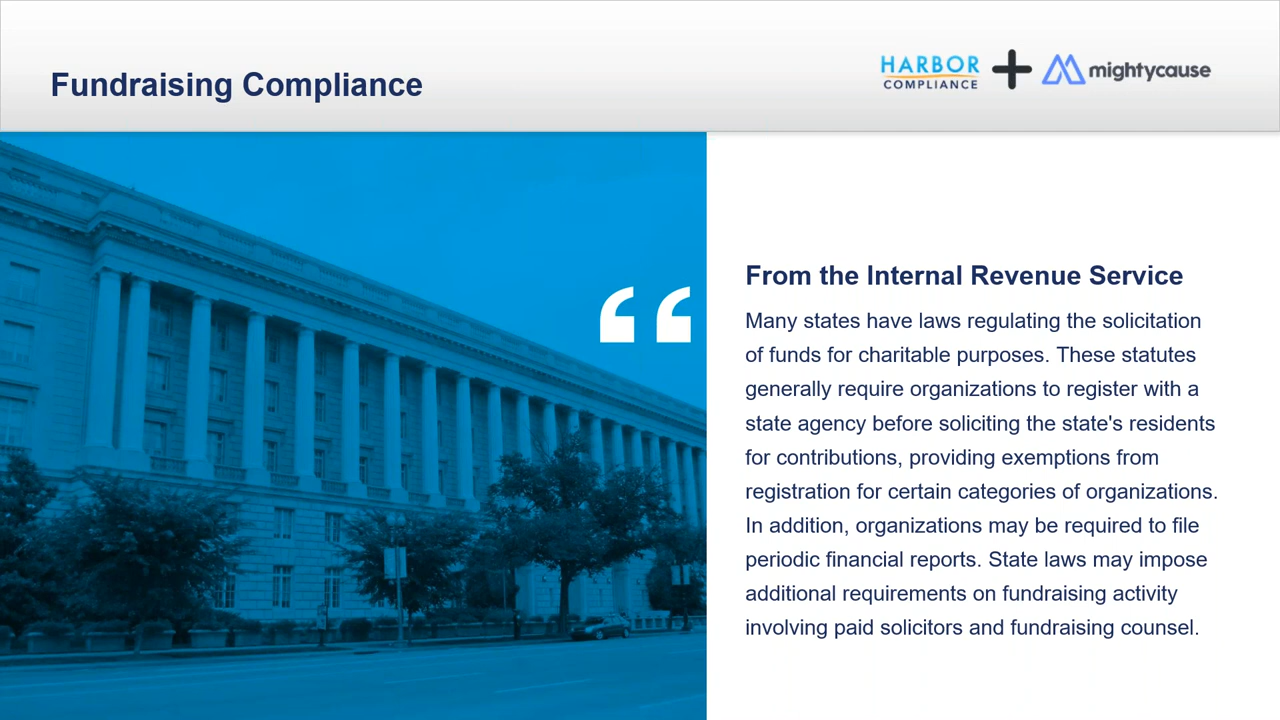 Fundraising Compliance
HARBOR
COMPLIANCE
mightycause
From the Internal Revenue Service
Many states have laws regulating the solicitation
of funds for charitable purposes. These statutes
generally require organizations to register with a
state agency before soliciting the state's residents
for contributions, providing exemptions from
registration for certain categories of organizations.
In addition, organizations may be required to file
periodic financial reports. State laws may impose
additional requirements on fundraising activity
involving paid solicitors and fundraising counsel.